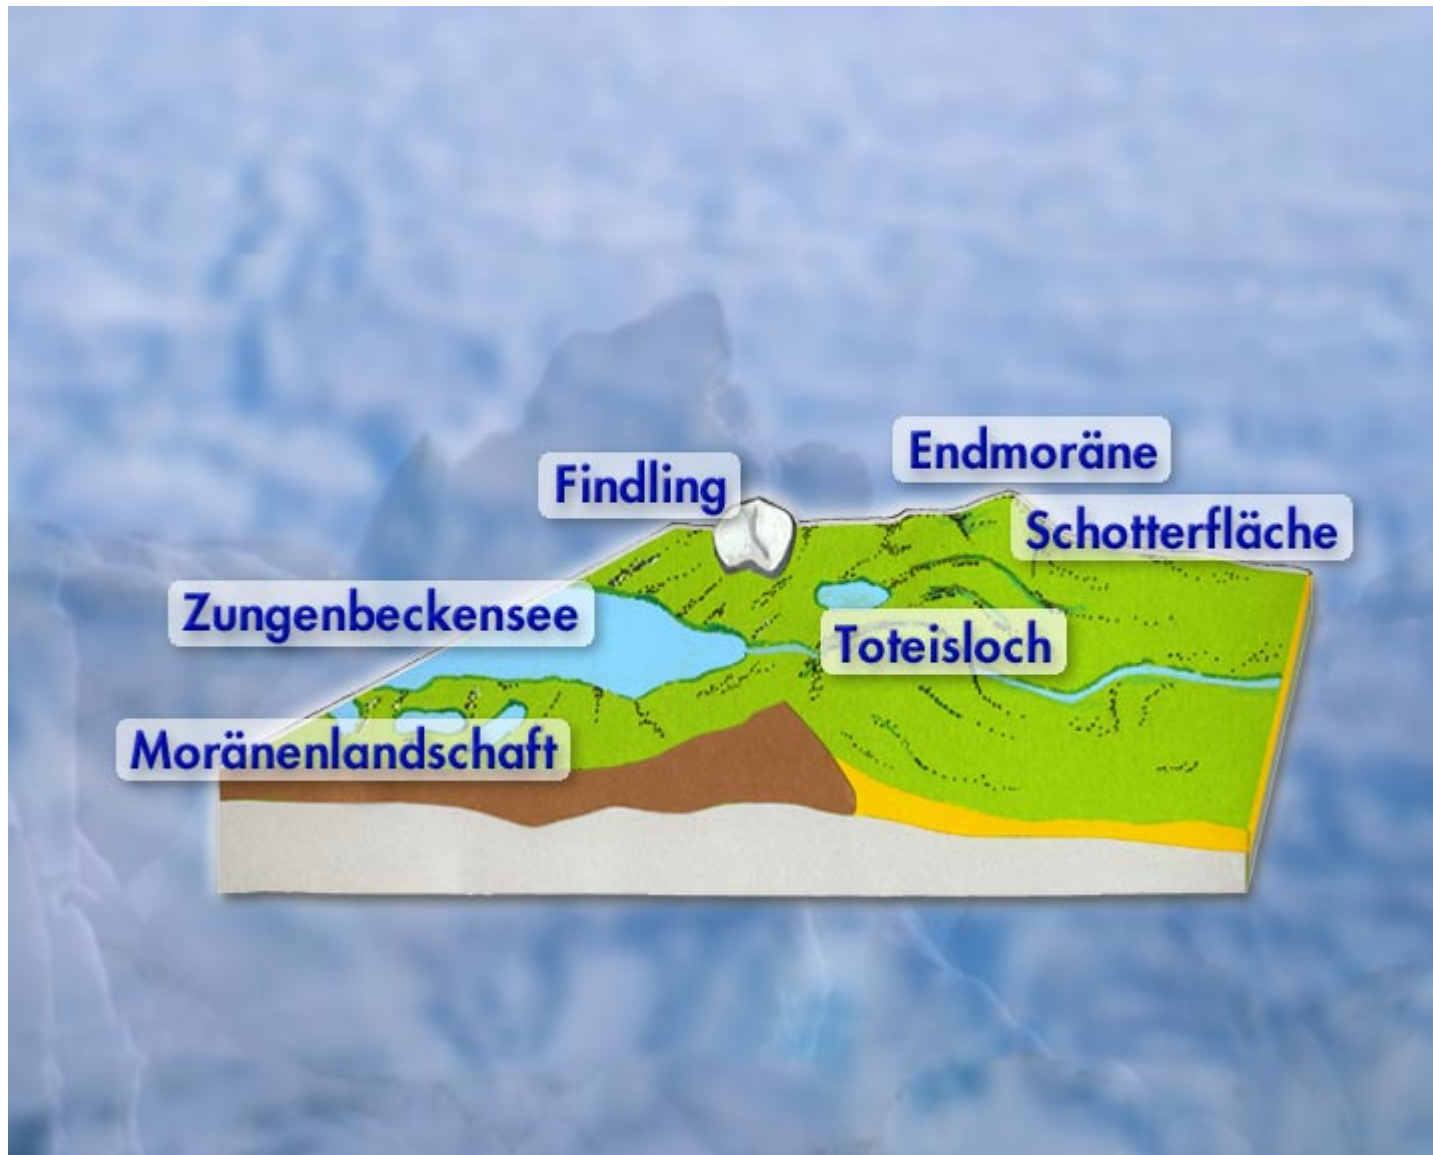 Endmoräne
Findling
Schotterfläche
Zungenbeckensee
Toteisloch
Moränenlandschaft